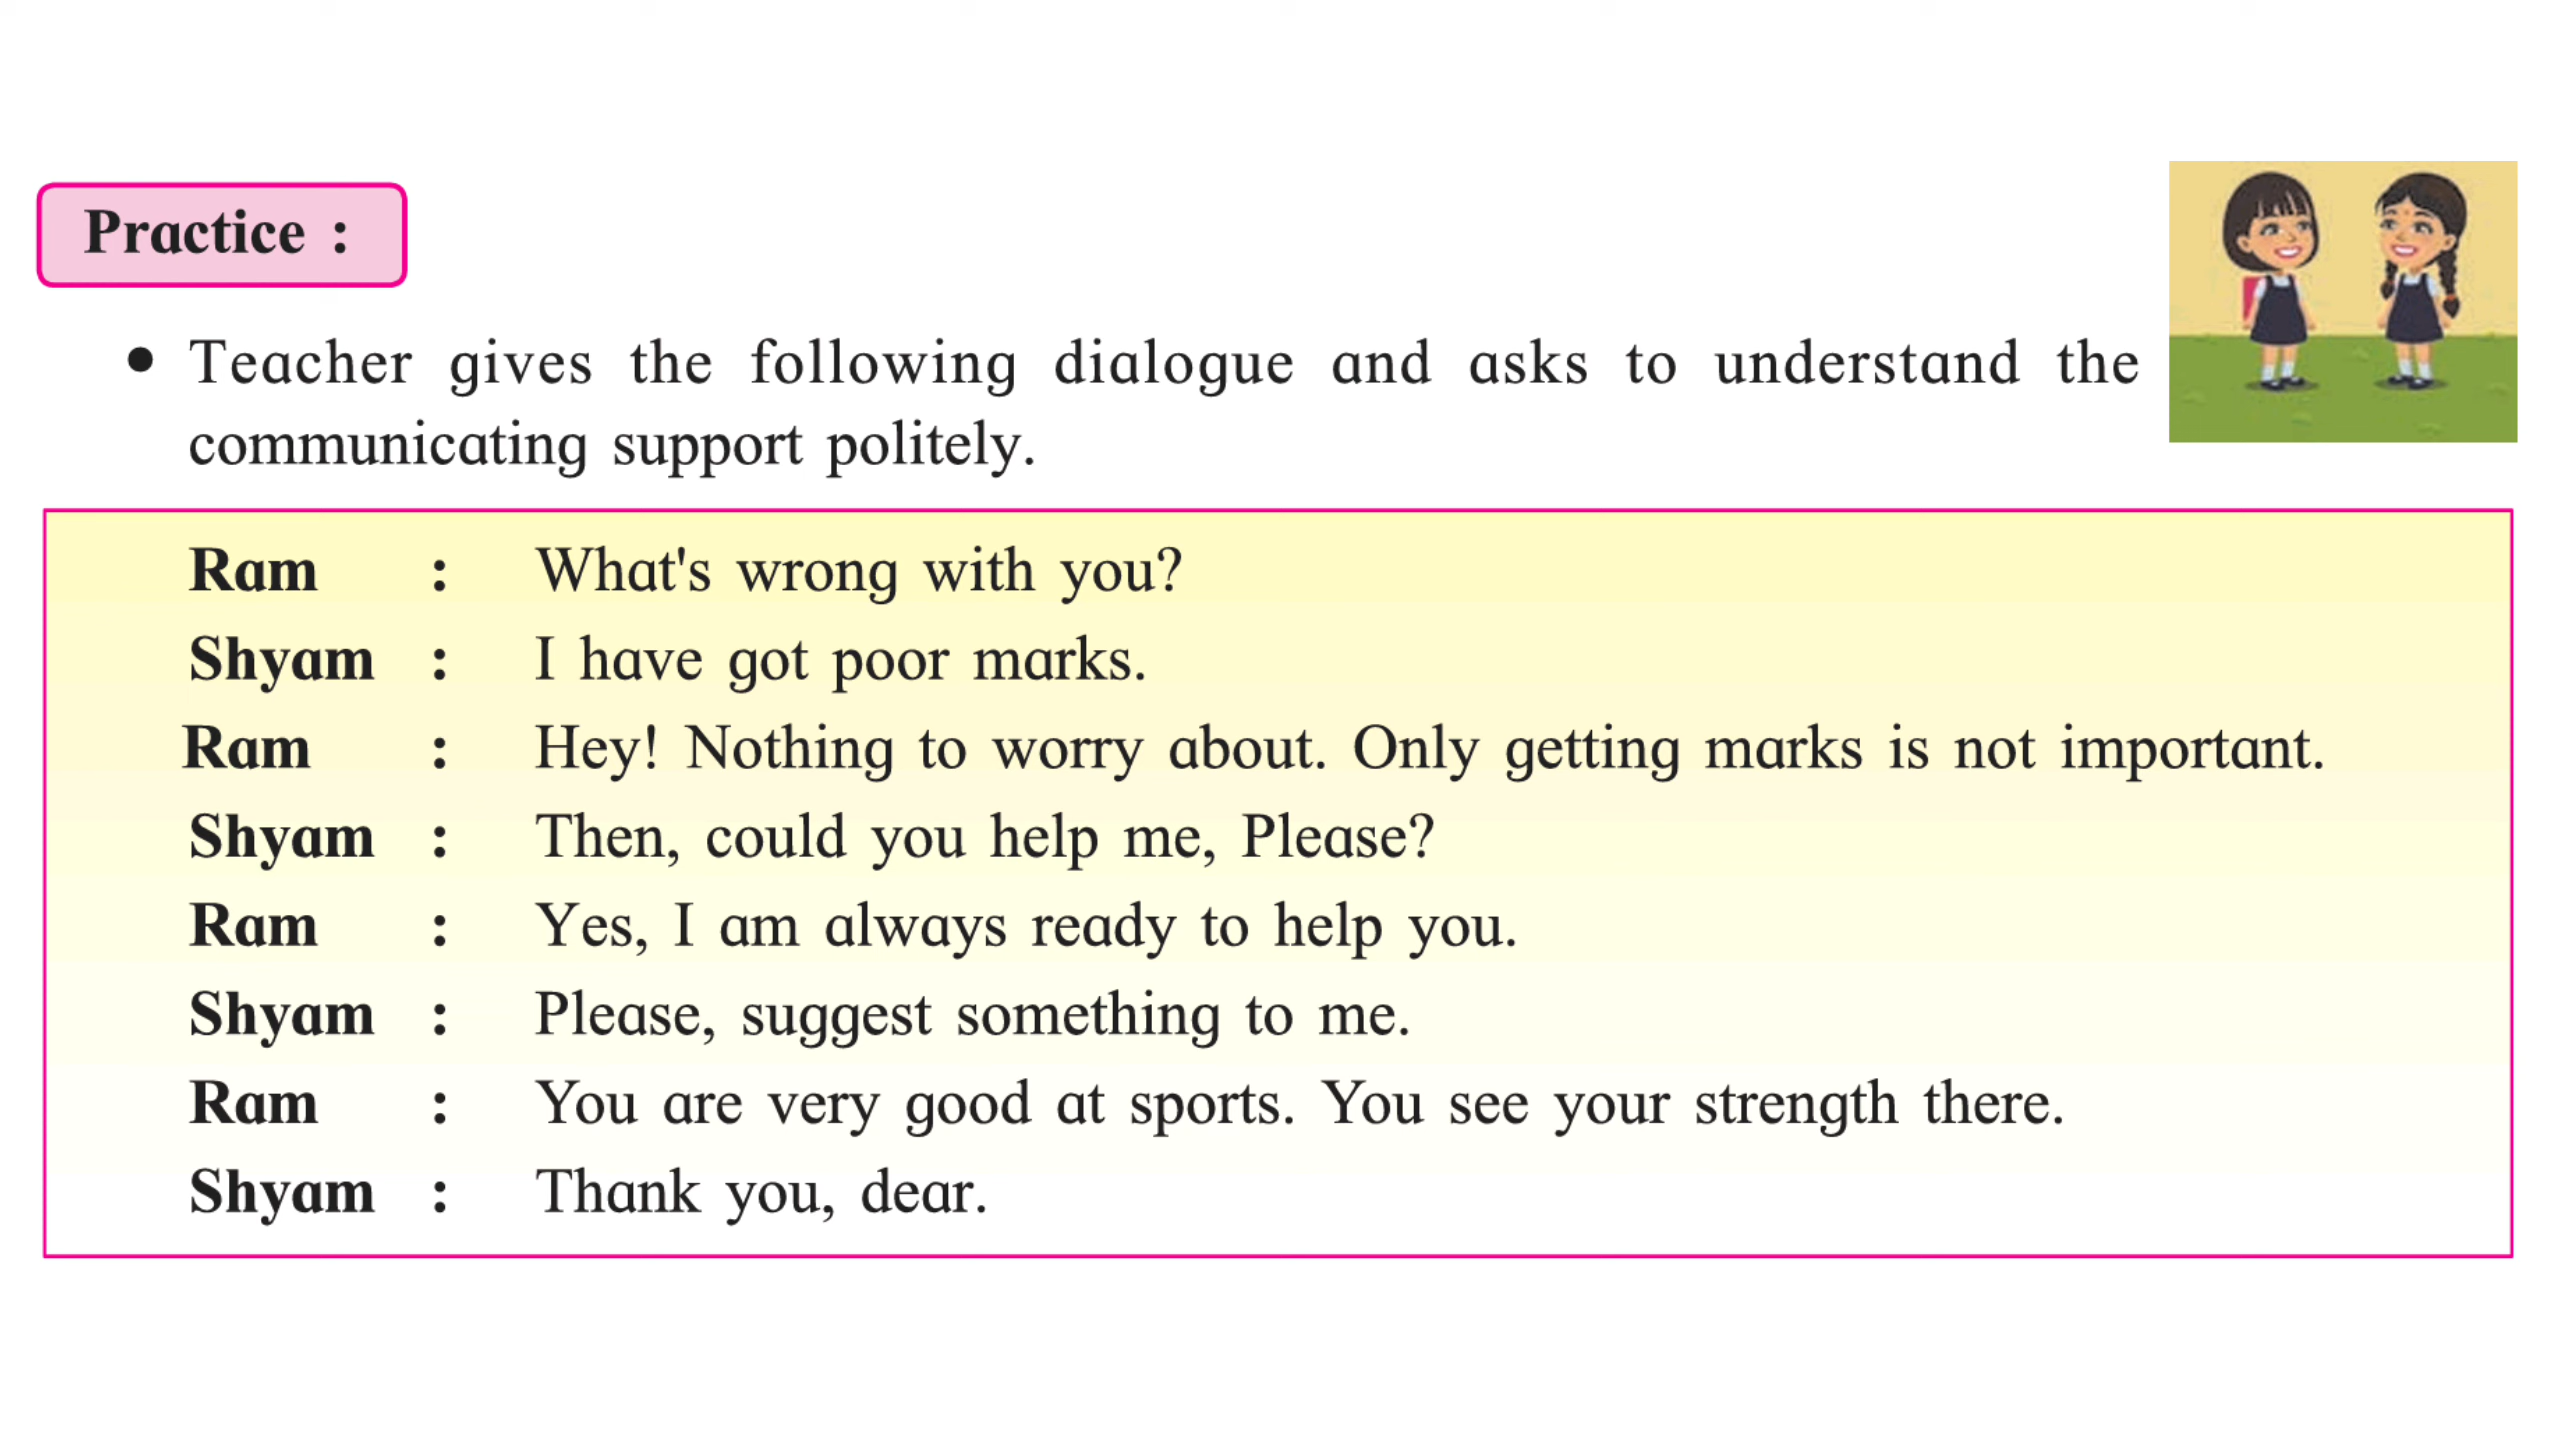 Practice :
• Teacher gives the following dialogue and asks to understand the
communicating support politely.
Ram : What's wrong with you?
Shyam : I have got poor marks.
Ram : Hey! Nothing to worry about. Only getting marks is not important.
Shyam : Then, could you help me, Please?
Ram : Yes, I am always ready to help you.
Shyam : Please, suggest something to me.
Ram : You are very good at sports. You see your strength there.
Shyam : Thank you, dear.